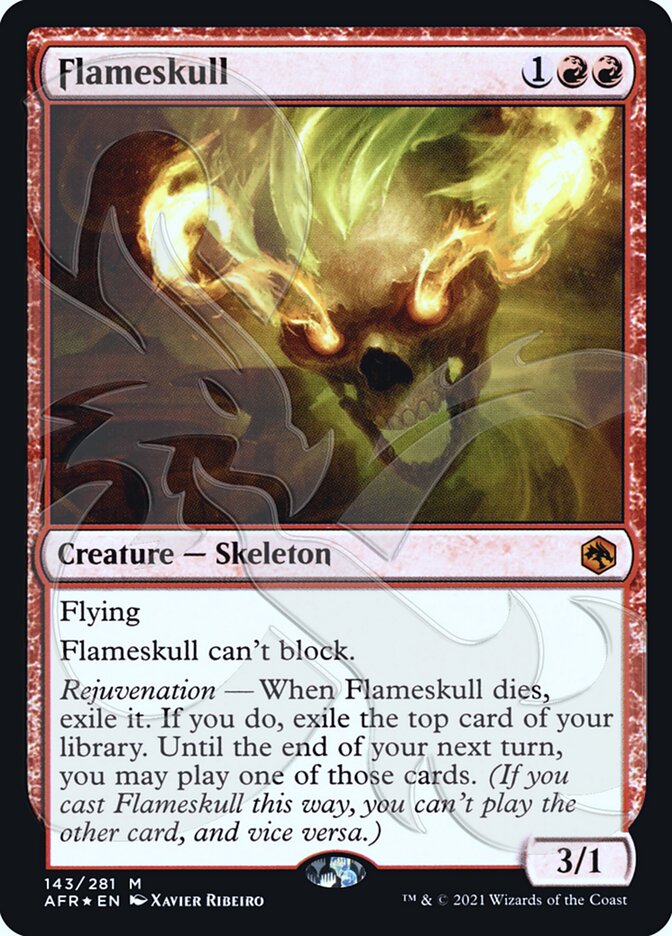 Flameskull 1
Creature — Skeleton
Flying
Flameskull can't block.
Rejuvenation — When Flameskull dies,
exile it. If you do, exile the top card of your
library. Until the end of your next turn,
you may play one of those cards. (If you
cast Flameskull this way, you can't play the
other card, and vice versa.)
3/1
143/281 M
AFR★EN Xavier Ribeiro ™ & © 2021 Wizards of the Coast